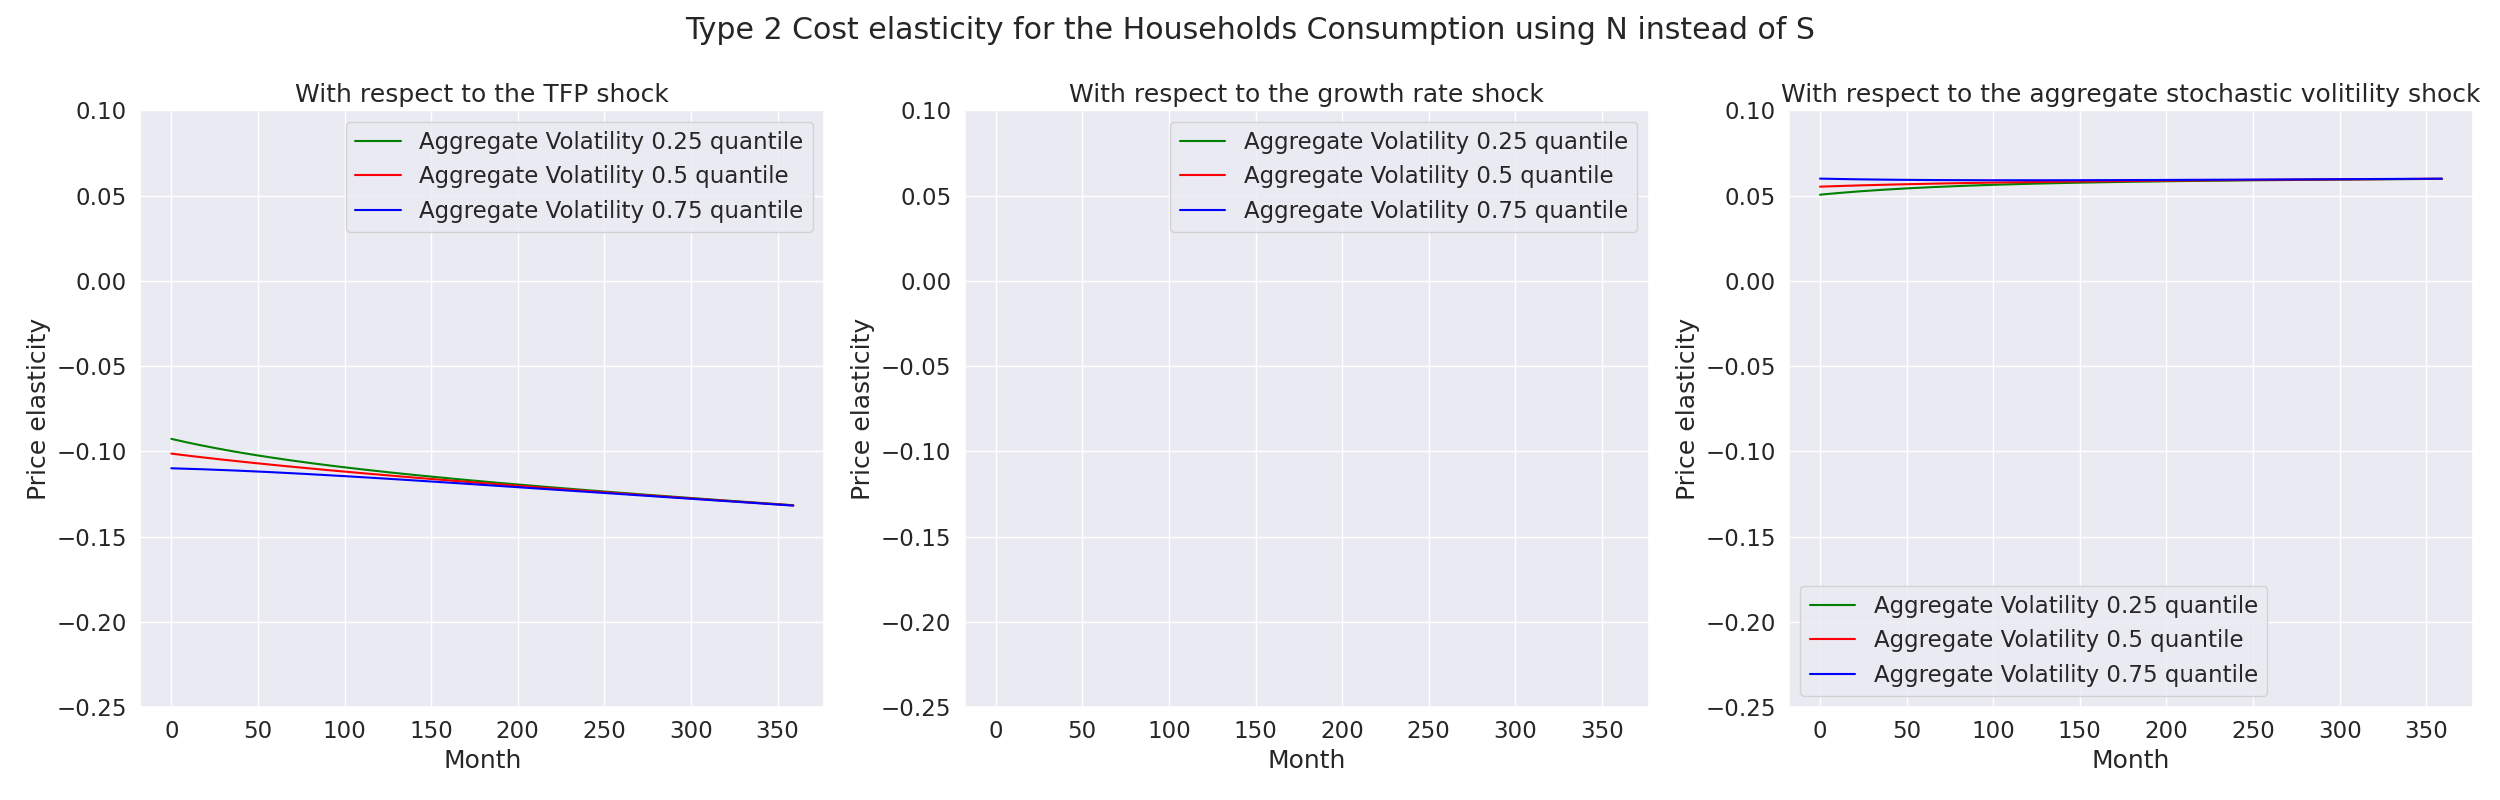 Type 2 Cost elasticity for the Households Consumption using N instead of S
With respect to the TFP shock
0.10
0.05
0.00
−0.05
−0.10
−0.15
−0.20
−0.25
Price elasticity
Aggregate Volatility 0.25 quantile
Aggregate Volatility 0.5 quantile
Aggregate Volatility 0.75 quantile
0 50 100 150 200 250 300 350
Month
With respect to the growth rate shock
0.10
0.05
0.00
−0.05
−0.10
−0.15
−0.20
−0.25
Price elasticity
Aggregate Volatility 0.25 quantile
Aggregate Volatility 0.5 quantile
Aggregate Volatility 0.75 quantile
0 50 100 150 200 250 300 350
Month
With respect to the aggregate stochastic volitility shock
0.10
0.05
0.00
−0.05
−0.10
−0.15
−0.20
−0.25
Price elasticity
Aggregate Volatility 0.25 quantile
Aggregate Volatility 0.5 quantile
Aggregate Volatility 0.75 quantile
0 50 100 150 200 250 300 350
Month